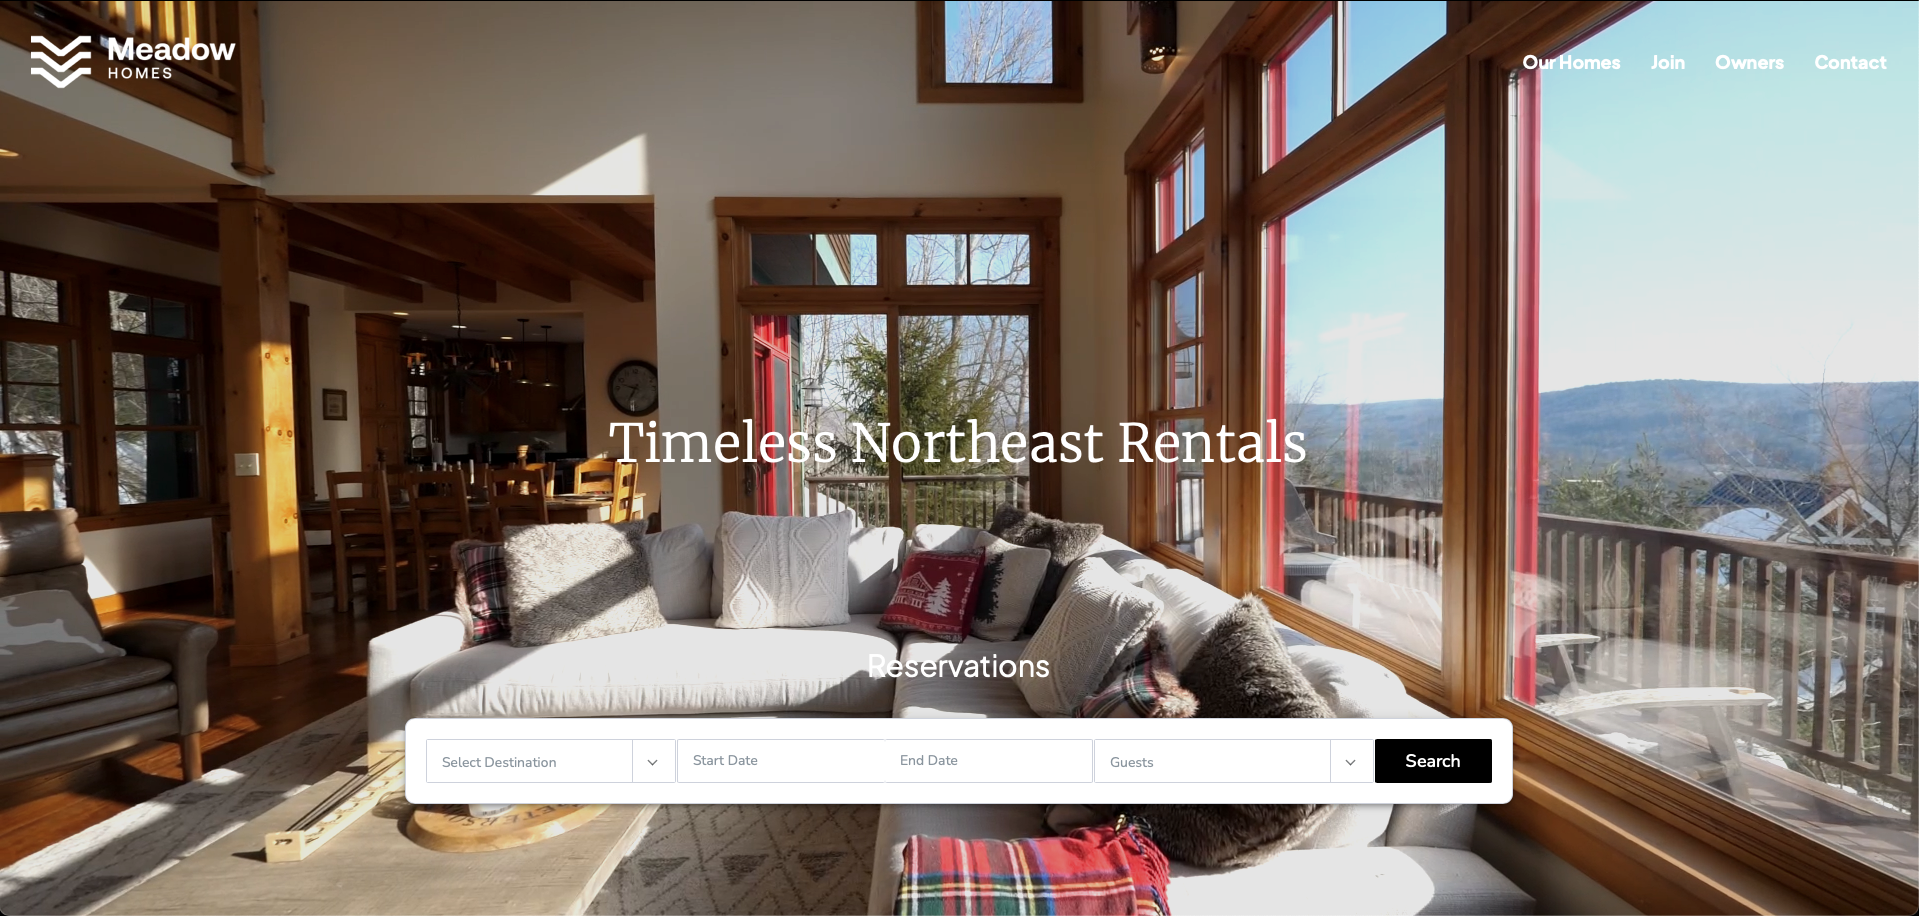 Meadow
HOMES
Our Homes Join Owners Contact
Timeless Northeast Rentals
Reservations
Select Destination Start Date End Date Guests Search